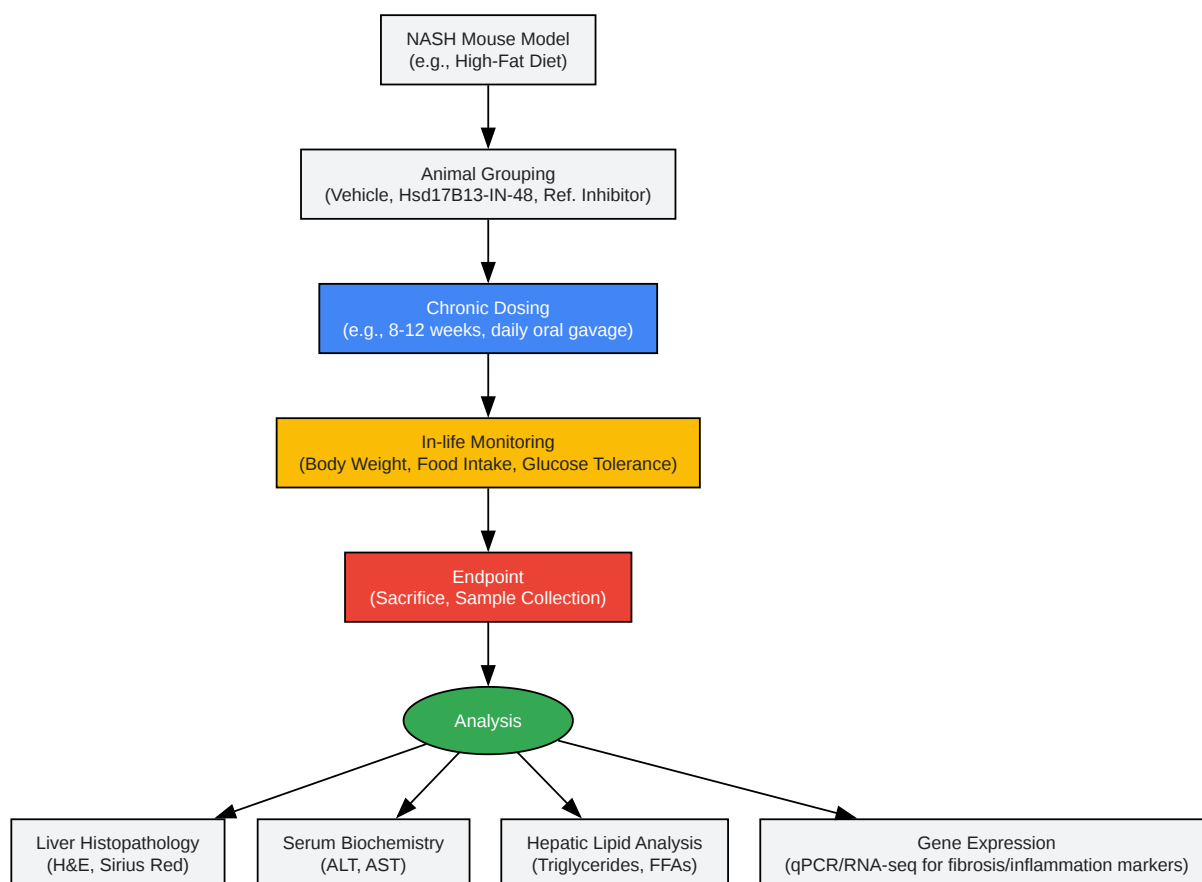 NASH Mouse Model
(e.g., High-Fat Diet)
Animal Grouping
(Vehicle, Hsd17B13-IN-48, Ref. Inhibitor)
Chronic Dosing
(e.g., 8-12 weeks, daily oral gavage)
In-life Monitoring
(Body Weight, Food Intake, Glucose Tolerance)
Endpoint
(Sacrifice, Sample Collection)
Analysis
Liver Histopathology
(H&E, Sirius Red)
Serum Biochemistry
(ALT, AST)
Hepatic Lipid Analysis
(Triglycerides, FFAs)
Gene Expression
(qPCR/RNA-seq for fibrosis/inflammation markers)